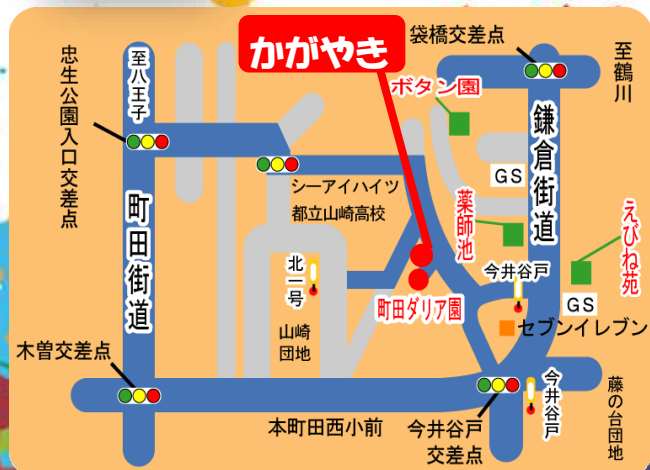 かがやき
袋橋交差点
至鶴川
忠生公園入口交差点
至八王子
ボタン園
鎌倉街道
GS
シーアイハイツ
都立山崎高校
薬師池
えびね苑
町田街道
北一号
今井谷戸
町田ダリア園
GS
セブンイレブン
山崎
団地
木曽交差点
本町田西小前
今井谷戸
交差点
今井谷戸
藤の台団地